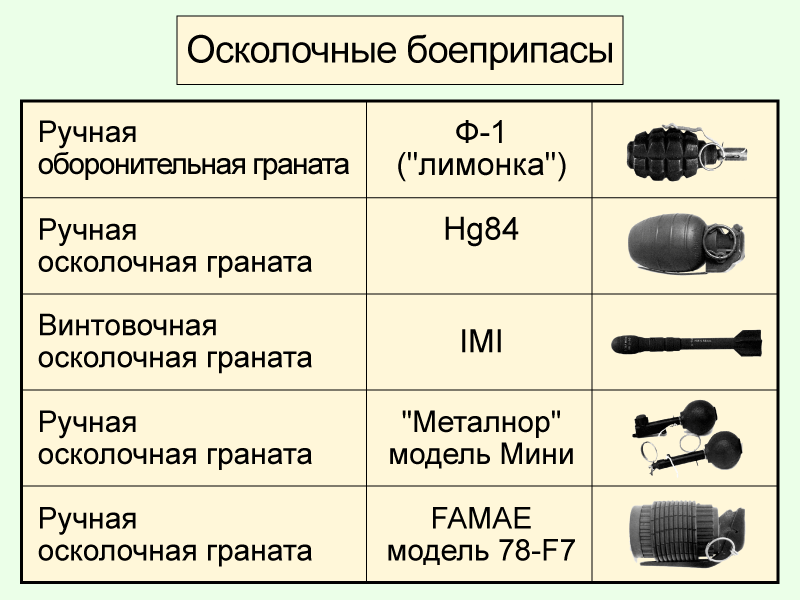 Осколочные боеприпасы
Ручная
оборонительная граната
Ф-1
("лимонка")
Ручная
осколочная граната
Hg84
Винтовочная
осколочная граната
IMI
Ручная
осколочная граната
"Металнор"
модель Мини
Ручная
осколочная граната
FAMAE
модель 78-F7